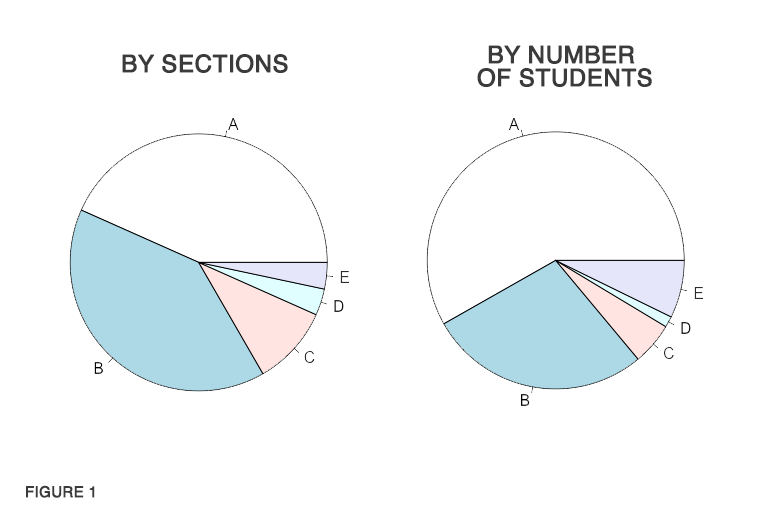 BY SECTIONS
BY NUMBER
OF STUDENTS
A
B
C
D
E
A
B
C
D
E
FIGURE 1